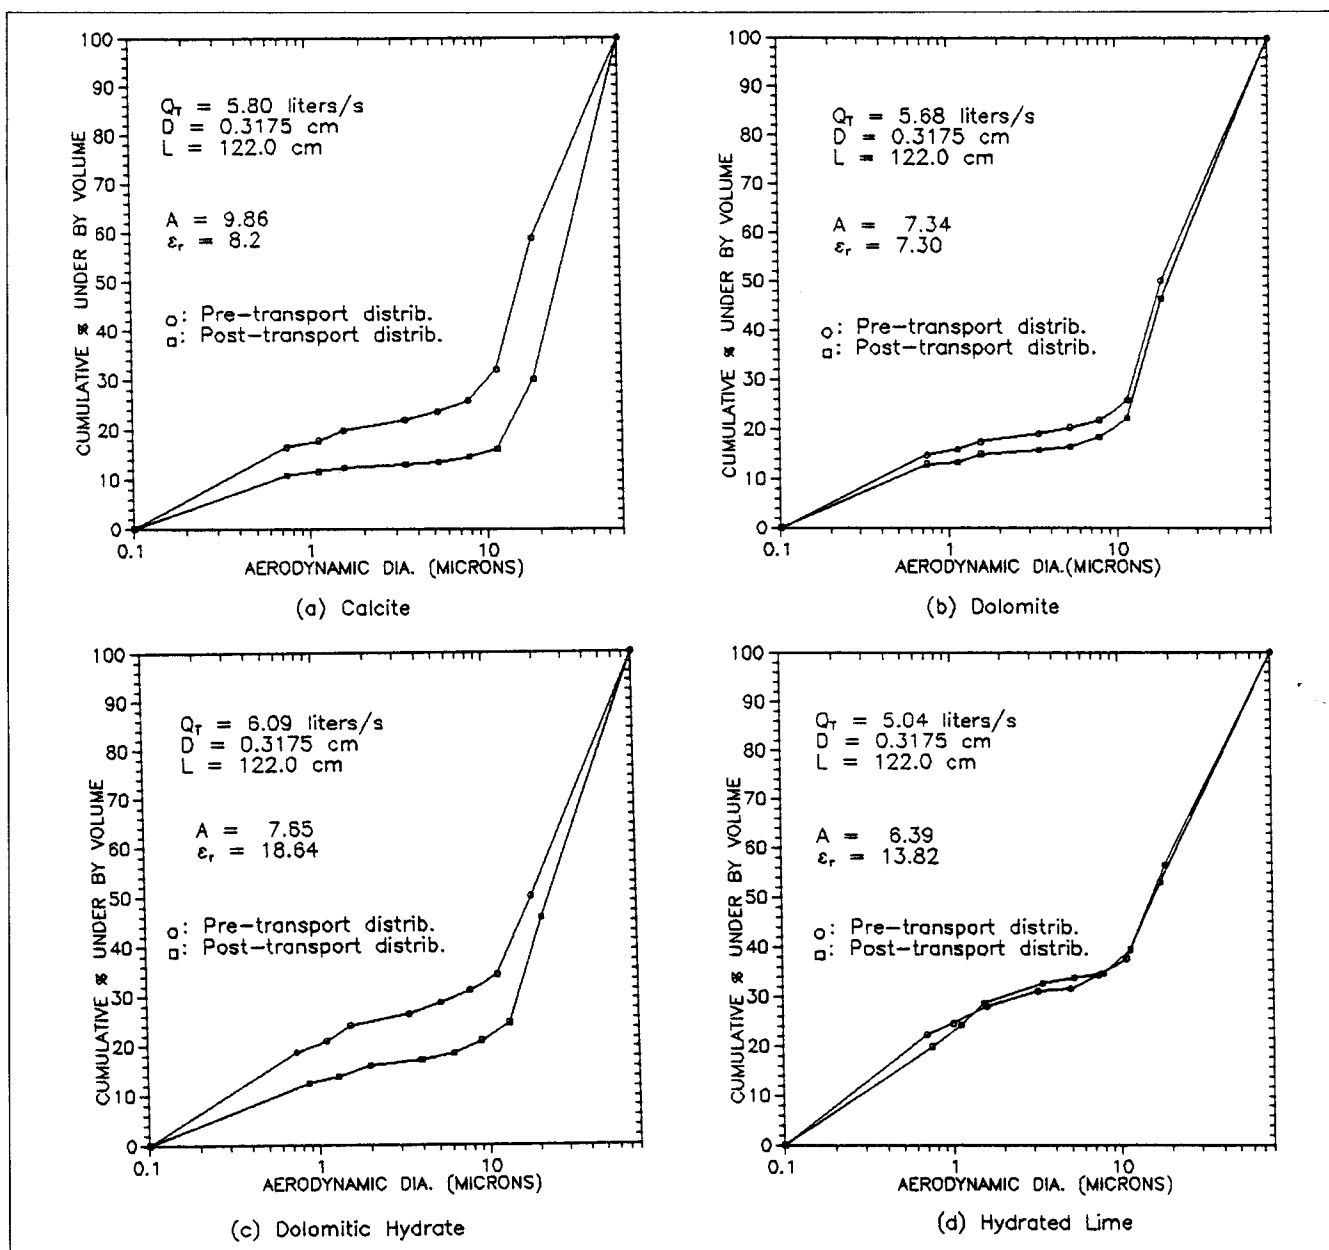 CUMULATIVE % UNDER BY VOLUME
100
90
80
70
60
50
40
30
20
10
0
Q_T = 5.80 liters/s
D = 0.3175 cm
L = 122.0 cm
A = 9.86
ε_r = 8.2
o: Pre-transport distrib.
□: Post-transport distrib.
0.1 1 10
AERODYNAMIC DIA. (MICRONS)
(a) Calcite
CUMULATIVE % UNDER BY VOLUME
100
90
80
70
60
50
40
30
20
10
0
Q_T = 5.68 liters/s
D = 0.3175 cm
L = 122.0 cm
A = 7.34
ε_r = 7.30
o: Pre-transport distrib.
□: Post-transport distrib.
0.1 1 10
AERODYNAMIC DIA.(MICRONS)
(b) Dolomite
CUMULATIVE % UNDER BY VOLUME
100
90
80
70
60
50
40
30
20
10
0
Q_T = 6.09 liters/s
D = 0.3175 cm
L = 122.0 cm
A = 7.65
ε_r = 18.64
o: Pre-transport distrib.
□: Post-transport distrib.
0.1 1 10
AERODYNAMIC DIA. (MICRONS)
(c) Dolomitic Hydrate
CUMULATIVE % UNDER BY VOLUME
100
90
80
70
60
50
40
30
20
10
0
Q_T = 5.04 liters/s
D = 0.3175 cm
L = 122.0 cm
A = 6.39
ε_r = 13.82
o: Pre-transport distrib.
□: Post-transport distrib.
0.1 1 10
AERODYNAMIC DIA. (MICRONS)
(d) Hydrated Lime